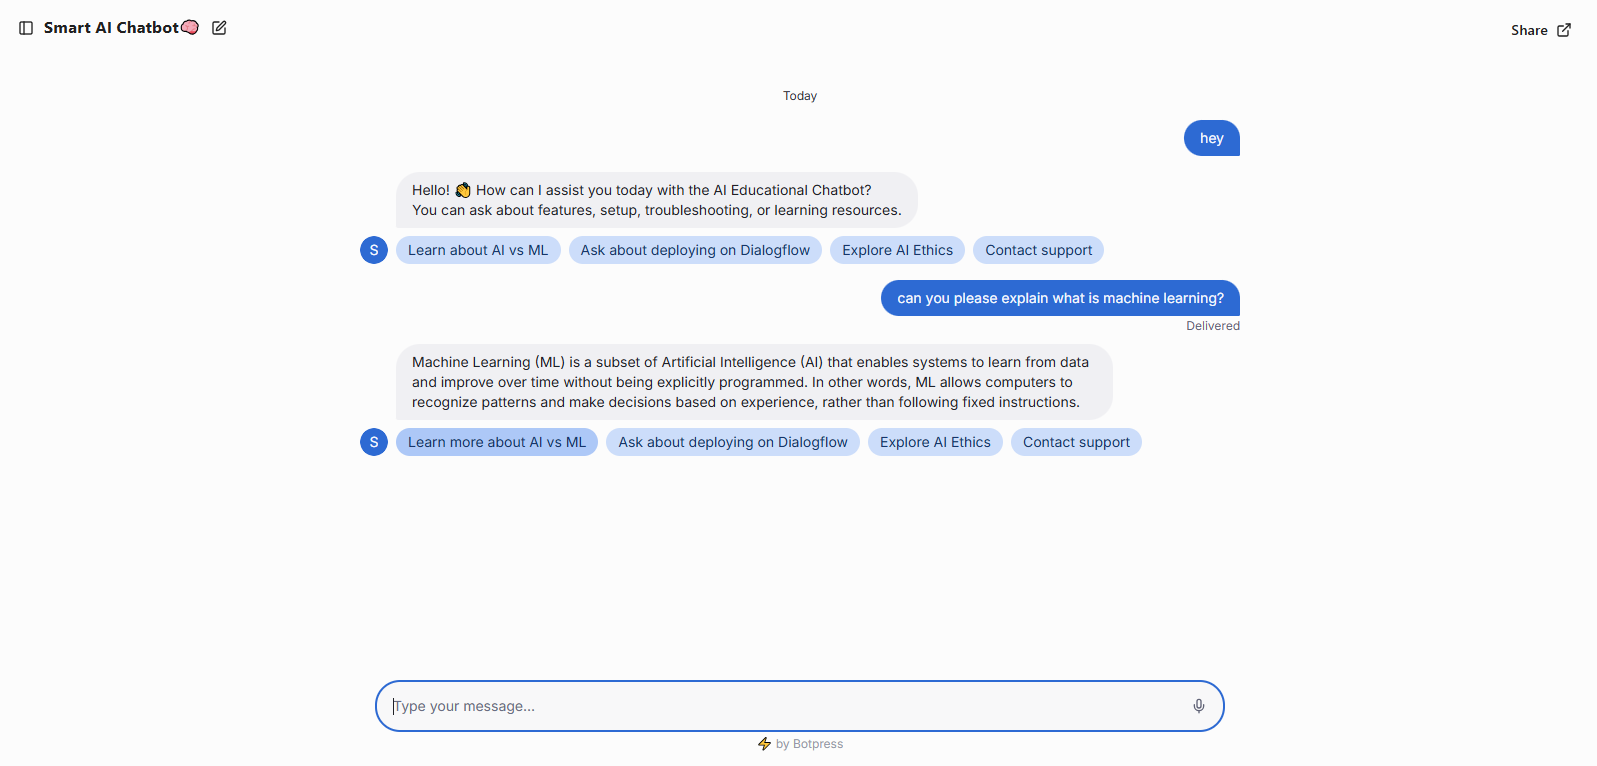 Smart AI Chatbot🧠
Share
Today
hey
Hello! 👋 How can I assist you today with the AI Educational Chatbot?
You can ask about features, setup, troubleshooting, or learning resources.
S
Learn about AI vs ML
Ask about deploying on Dialogflow
Explore AI Ethics
Contact support
can you please explain what is machine learning?
Delivered
Machine Learning (ML) is a subset of Artificial Intelligence (AI) that enables systems to learn from data
and improve over time without being explicitly programmed. In other words, ML allows computers to
recognize patterns and make decisions based on experience, rather than following fixed instructions.
S
Learn more about AI vs ML
Ask about deploying on Dialogflow
Explore AI Ethics
Contact support
Type your message...
⚡ by Botpress